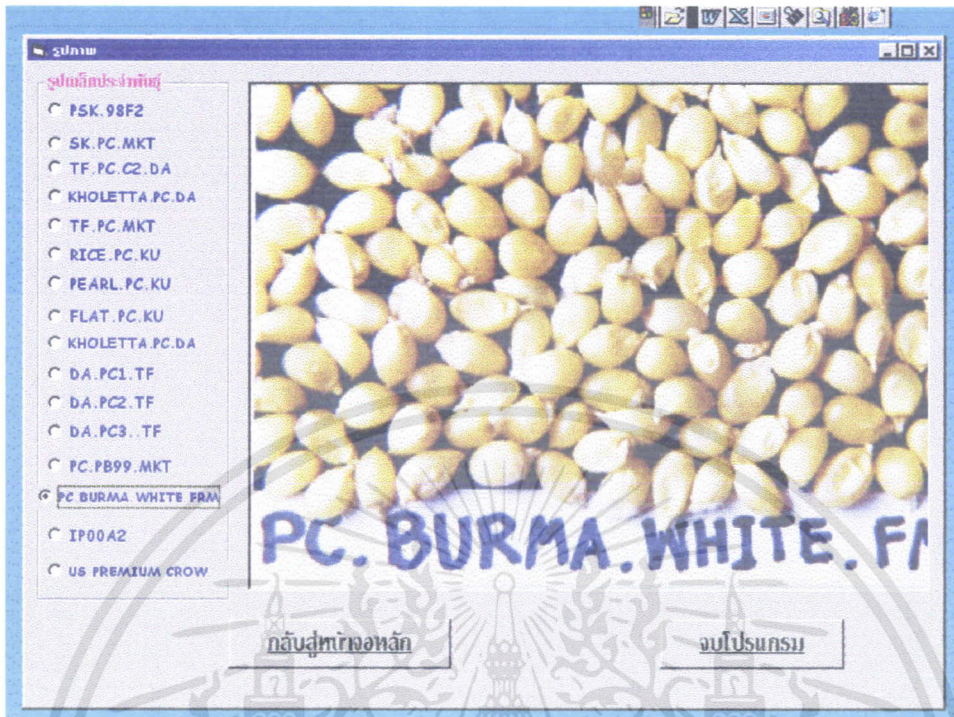 รูปภาพ
รูปเมล็ดประจำพันธุ์
PSK.98F2
SK.PC.MKT
TF.PC.C2.DA
KHOLETTA.PC.DA
TF.PC.MKT
RICE.PC.KU
PEARL.PC.KU
FLAT.PC.KU
KHOLETTA.PC.DA
DA.PC1.TF
DA.PC2.TF
DA.PC3..TF
PC.PB99.MKT
PC BURMA WHITE FRM
IP00A2
US PREMIUM CROW
PC.BURMA.WHITE.FM
กลับสู่หน้าจอหลัก
จบโปรแกรม